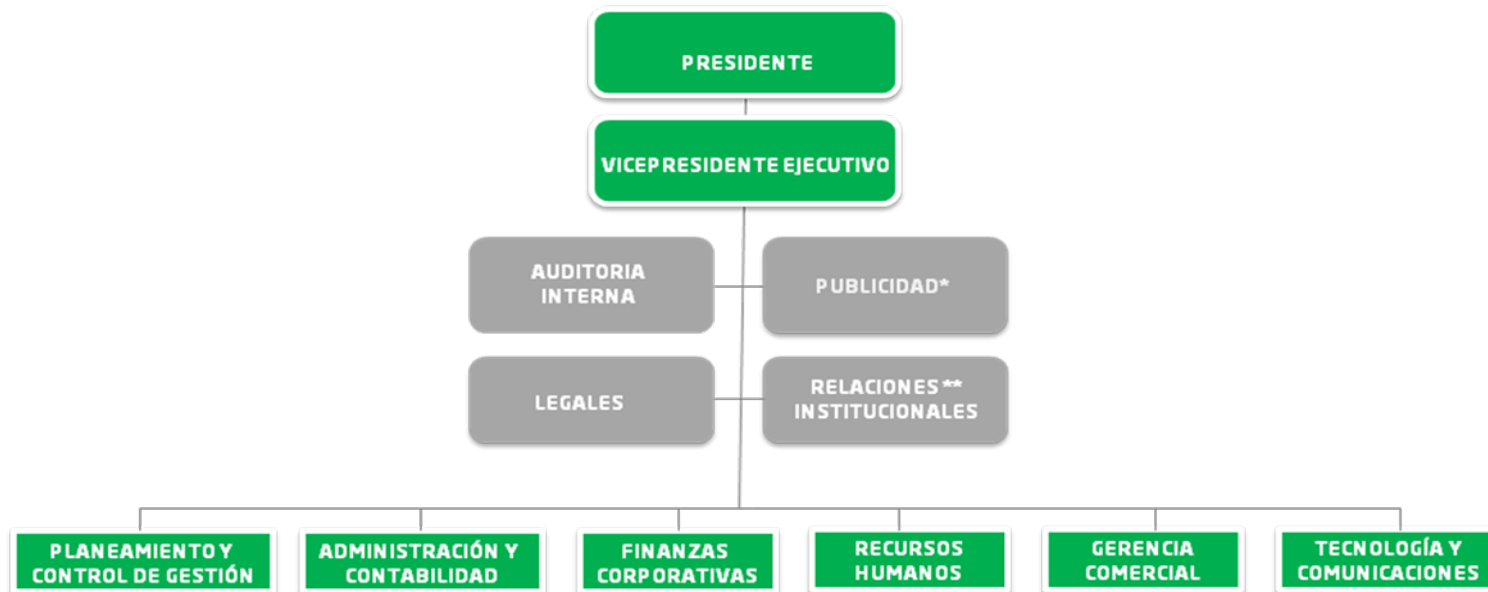 PRESIDENTE
VICEPRESIDENTE EJECUTIVO
AUDITORIA
INTERNA
PUBLICIDAD*
LEGALES
RELACIONES**
INSTITUCIONALES
PLANEAMIENTO Y
CONTROL DE GESTIÓN
ADMINISTRACIÓN Y
CONTABILIDAD
FINANZAS
CORPORATIVAS
RECURSOS
HUMANOS
GERENCIA
COMERCIAL
TECNOLOGÍA Y
COMUNICACIONES